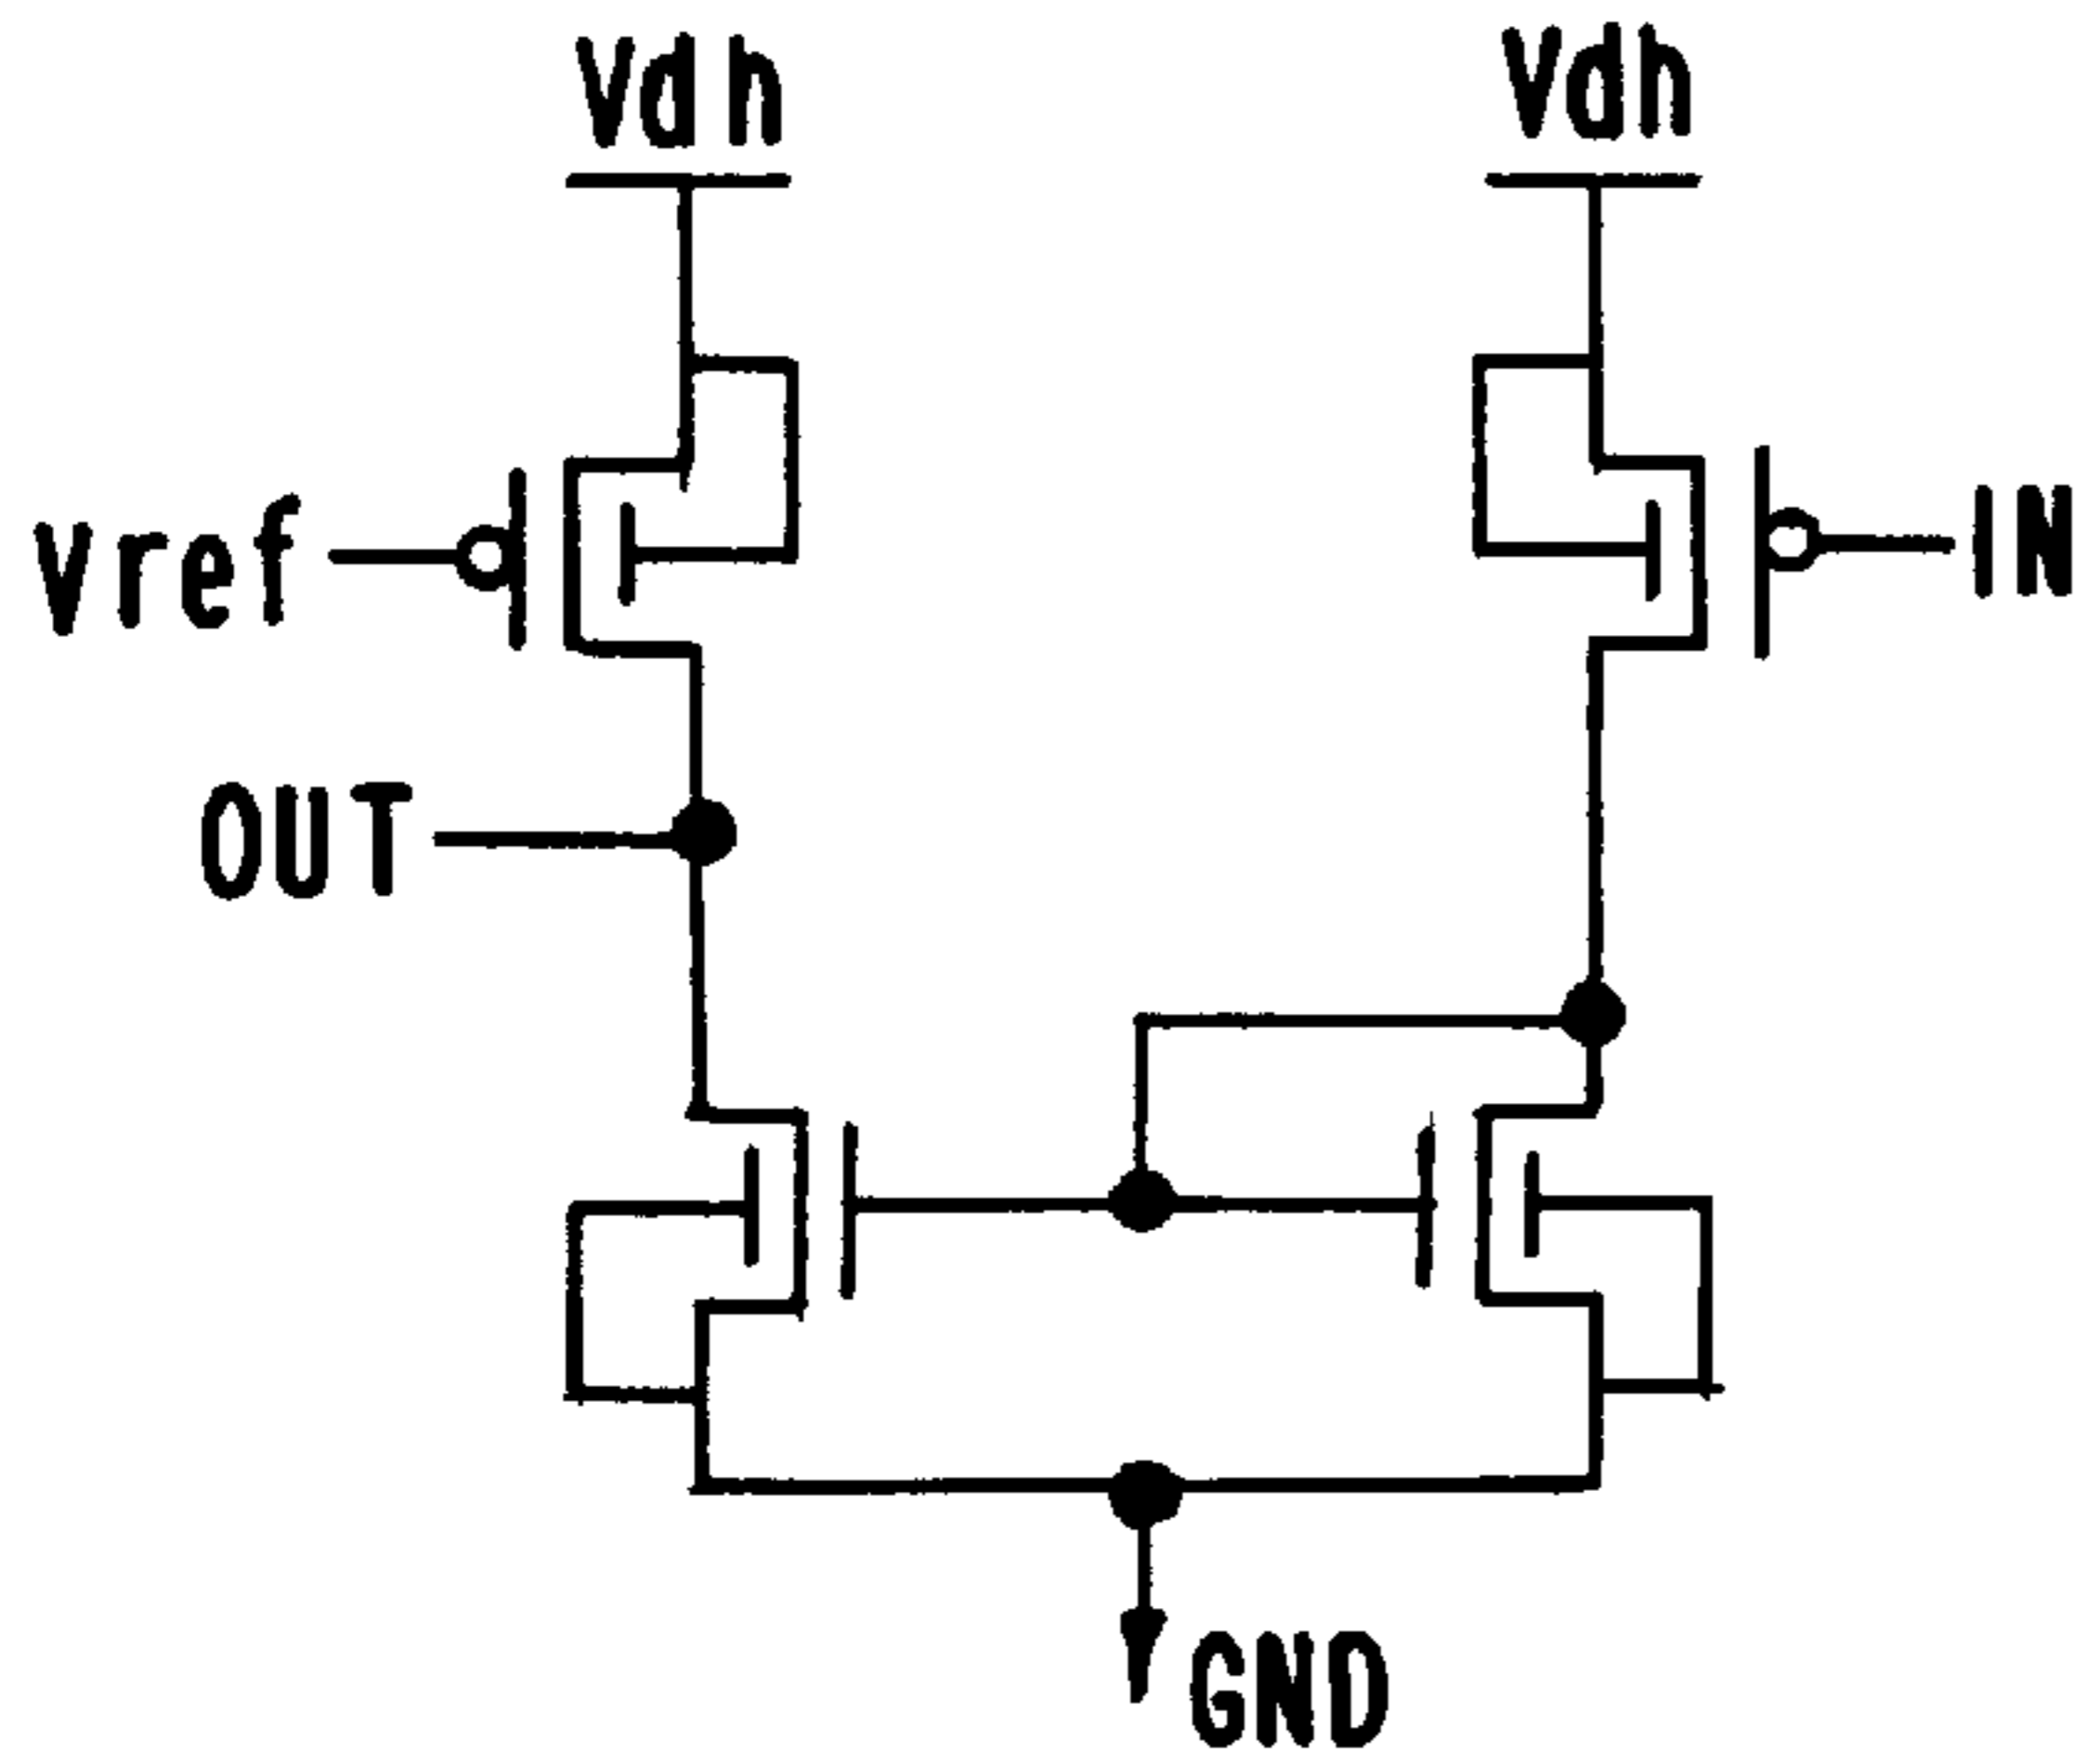 Vdh
Vdh
Vref
IN
OUT
GND